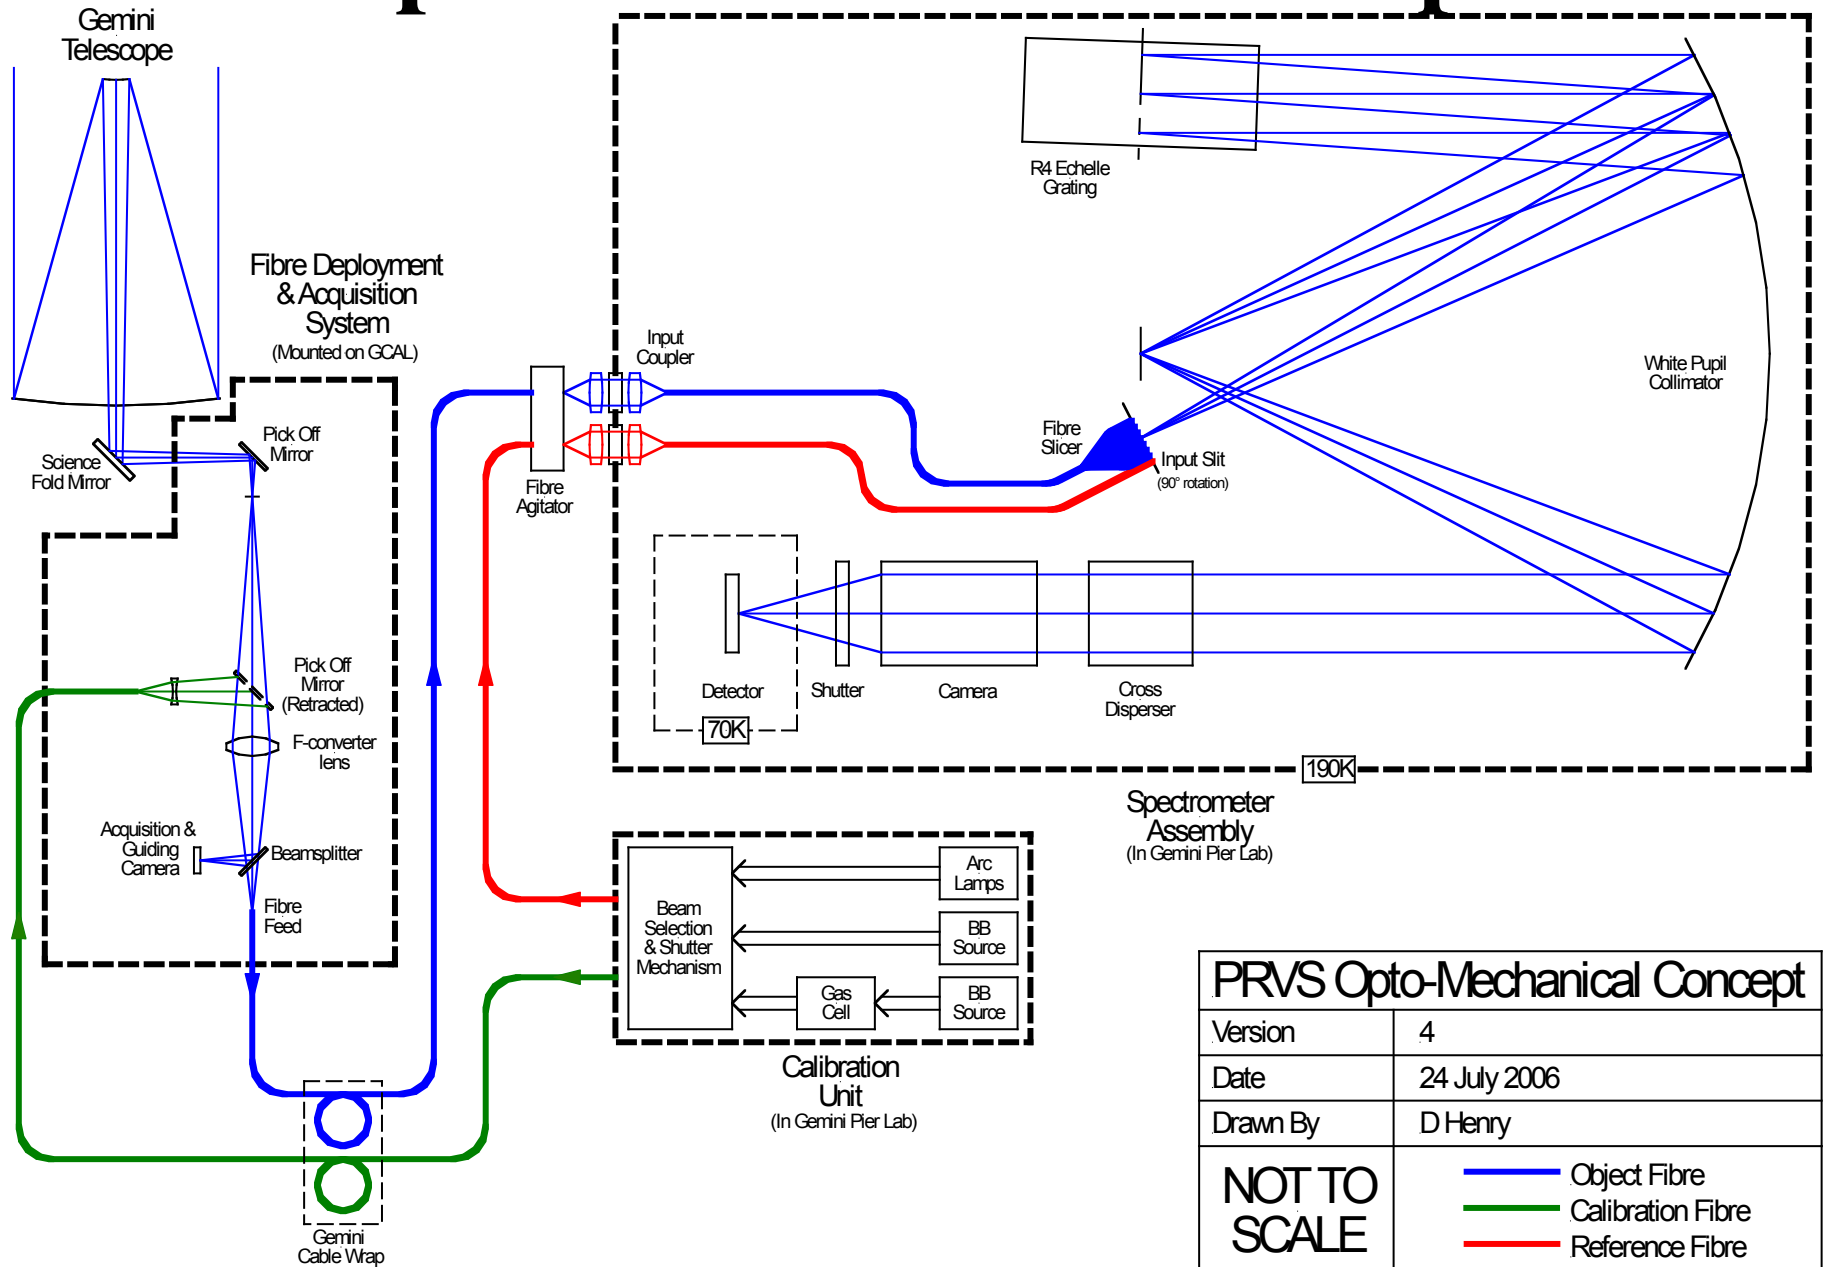 Gemini
Telescope
Fibre Deployment
& Acquisition
System
(Mounted on GCAL)
Science
Fold Mirror
Pick Off
Mirror
Pick Off
Mirror
(Retracted)
F-converter
lens
Acquisition &
Guiding
Camera
Beamsplitter
Fibre
Feed
Gemini
Cable Wrap
Fibre
Agitator
Input
Coupler
R4 Echelle
Grating
White Pupil
Collimator
Fibre
Slicer
Input Slit
(90° rotation)
Detector
70K
Shutter
Camera
Cross
Disperser
190K
Spectrometer
Assembly
(In Gemini Pier Lab)
Beam
Selection
& Shutter
Mechanism
Arc
Lamps
BB
Source
Gas
Cell
BB
Source
Calibration
Unit
(In Gemini Pier Lab)
PRVS Opto-Mechanical Concept
Version 4
Date 24 July 2006
Drawn By D Henry
NOT TO
SCALE
Object Fibre
Calibration Fibre
Reference Fibre